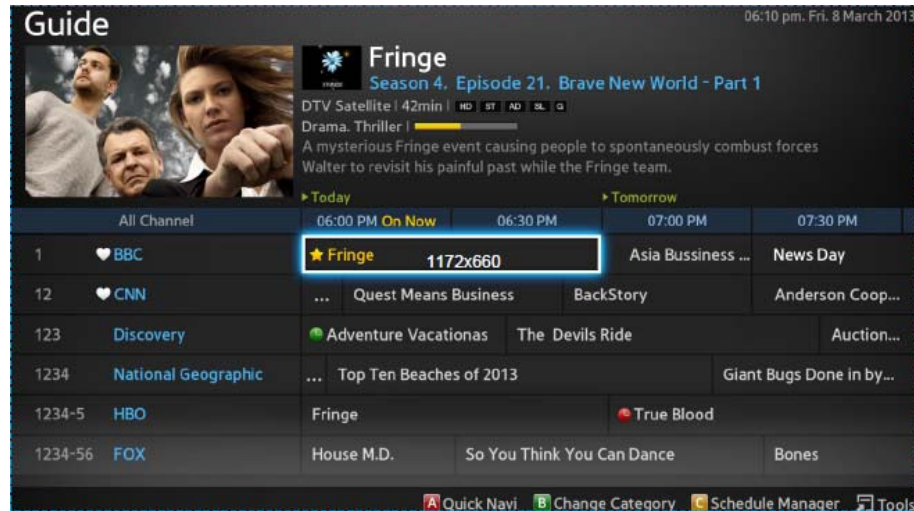 Guide
06:10 pm. Fri. 8 March 2013
Fringe
Season 4. Episode 21. Brave New World - Part 1
DTV Satellite | 42min | HD ST AD SL G
Drama. Thriller |
A mysterious Fringe event causing people to spontaneously combust forces
Walter to revisit his painful past while the Fringe team.
Today Tomorrow
All Channel 06:00 PM On Now 06:30 PM 07:00 PM 07:30 PM
1 BBC Fringe 1172x660 Asia Bussiness ... News Day
12 CNN ... Quest Means Business BackStory Anderson Coop...
123 Discovery Adventure Vacationas The Devils Ride Auction...
1234 National Geographic ... Top Ten Beaches of 2013 Giant Bugs Done in by...
1234-5 HBO Fringe True Blood
1234-56 FOX House M.D. So You Think You Can Dance Bones
A Quick Navi B Change Category C Schedule Manager Tools